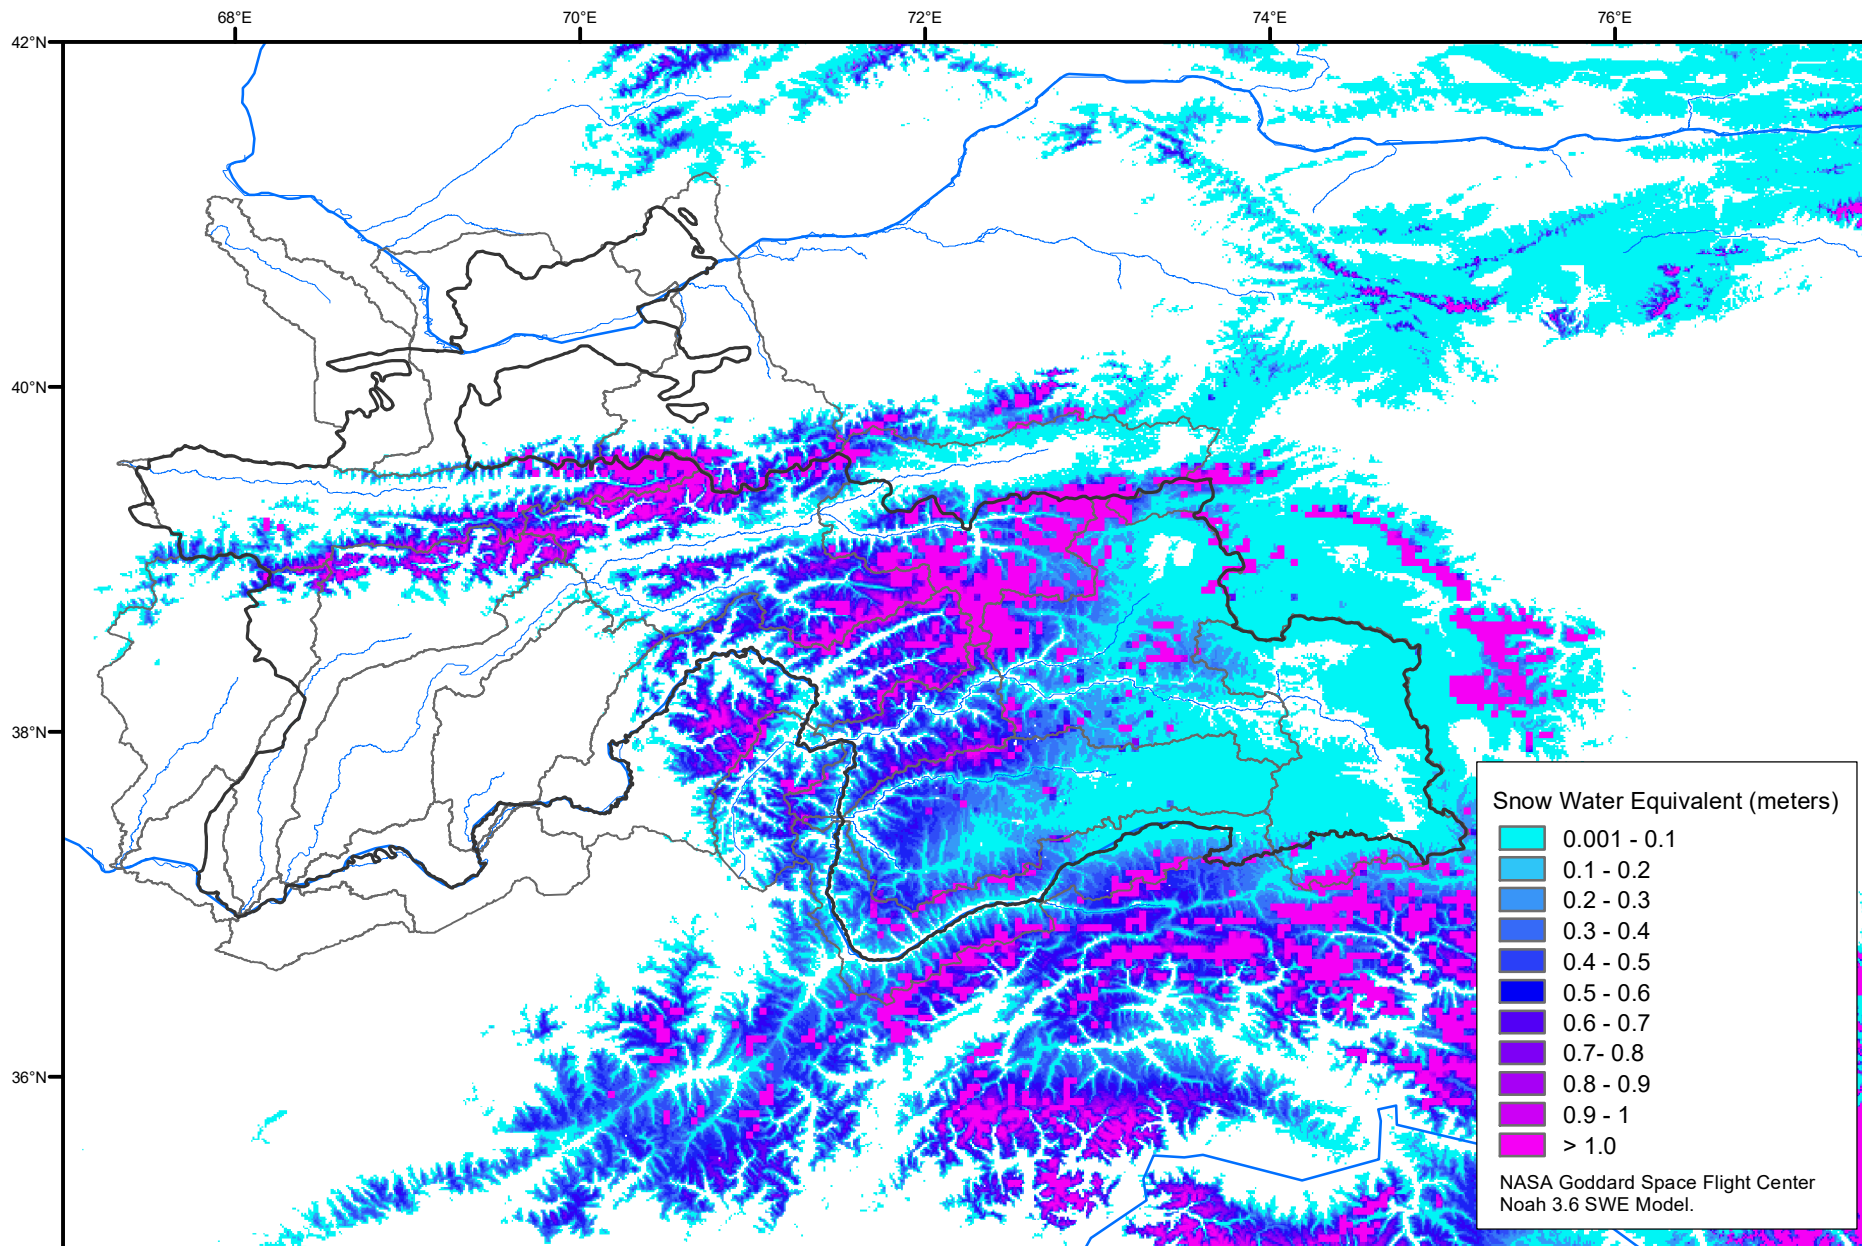 68°E
70°E
72°E
74°E
76°E
42°N
40°N
38°N
36°N
Snow Water Equivalent (meters)
0.001 - 0.1
0.1 - 0.2
0.2 - 0.3
0.3 - 0.4
0.4 - 0.5
0.5 - 0.6
0.6 - 0.7
0.7- 0.8
0.8 - 0.9
0.9 - 1
> 1.0
NASA Goddard Space Flight Center
Noah 3.6 SWE Model.